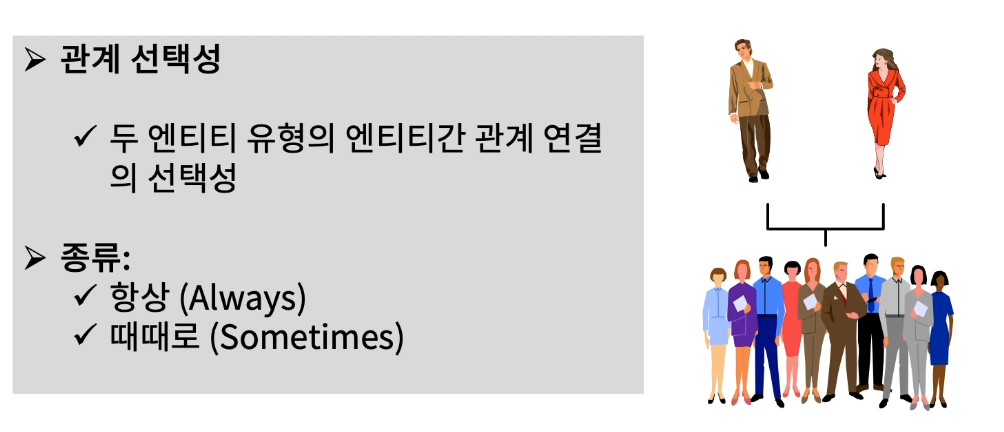 ➢ 관계 선택성
✓ 두 엔티티 유형의 엔티티간 관계 연결
의 선택성
➢ 종류:
✓ 항상 (Always)
✓ 때때로 (Sometimes)